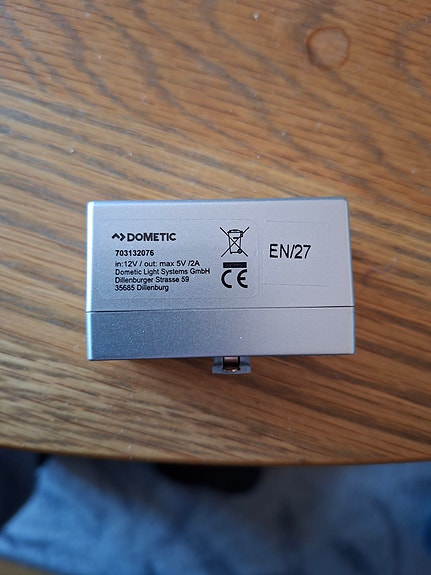 DOMETIC
703132076
in:12V / out: max 5V /2A
Dometic Light Systems GmbH
Dillenburger Strasse 59
35685 Dillenburg
CE
EN/27